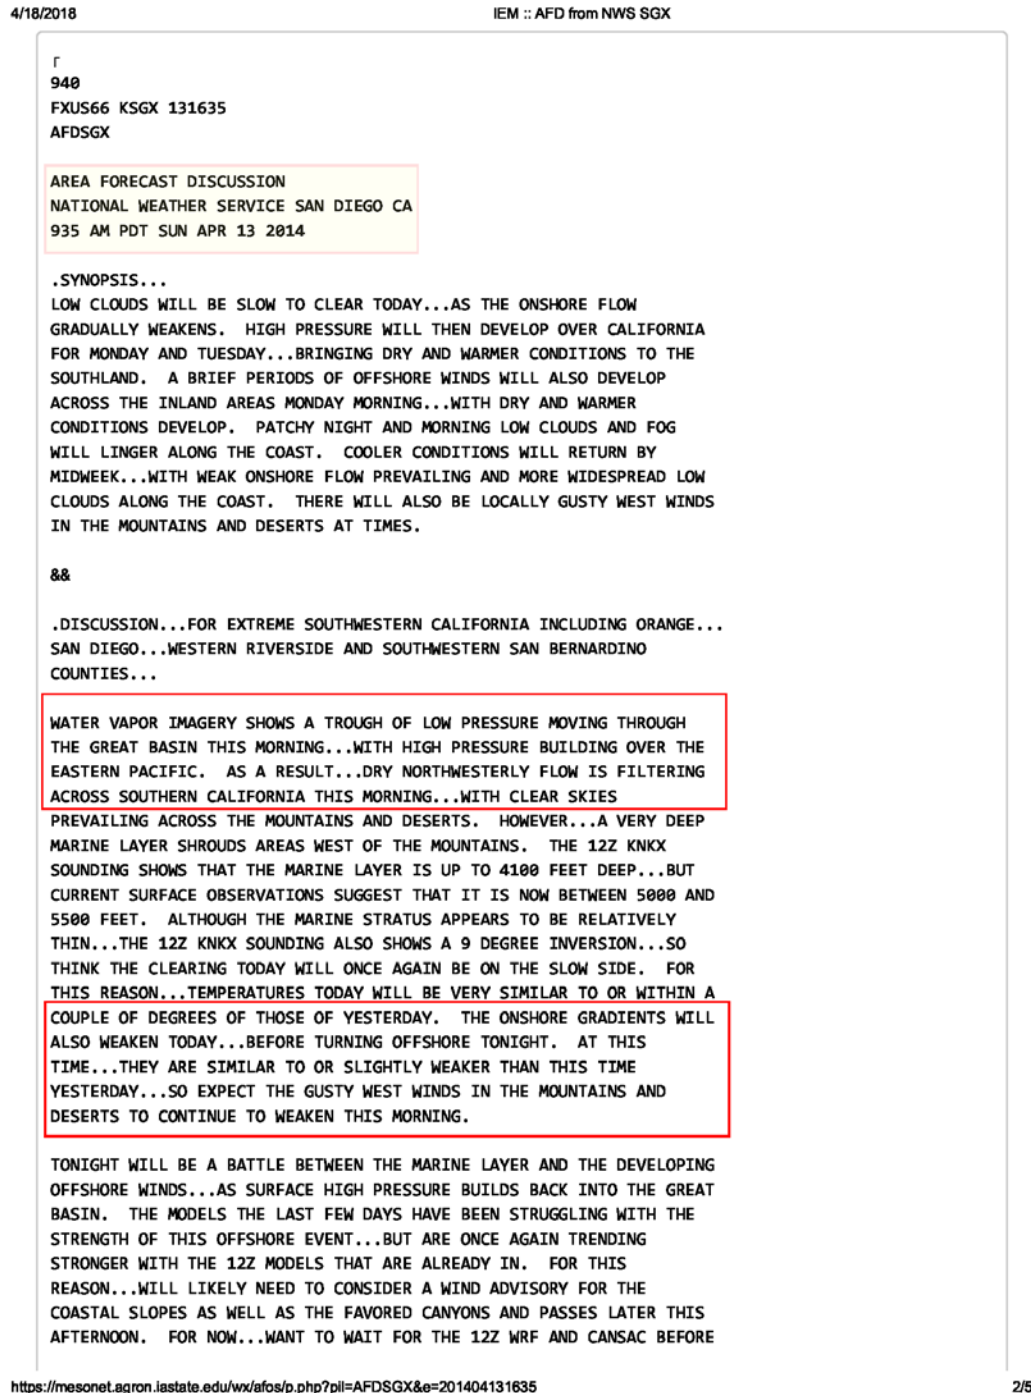 4/18/2018 IEM :: AFD from NWS SGX
940
FXUS66 KSGX 131635
AFDSGX
AREA FORECAST DISCUSSION
NATIONAL WEATHER SERVICE SAN DIEGO CA
935 AM PDT SUN APR 13 2014
.SYNOPSIS...
LOW CLOUDS WILL BE SLOW TO CLEAR TODAY...AS THE ONSHORE FLOW
GRADUALLY WEAKENS.  HIGH PRESSURE WILL THEN DEVELOP OVER CALIFORNIA
FOR MONDAY AND TUESDAY...BRINGING DRY AND WARMER CONDITIONS TO THE
SOUTHLAND.  A BRIEF PERIODS OF OFFSHORE WINDS WILL ALSO DEVELOP
ACROSS THE INLAND AREAS MONDAY MORNING...WITH DRY AND WARMER
CONDITIONS DEVELOP.  PATCHY NIGHT AND MORNING LOW CLOUDS AND FOG
WILL LINGER ALONG THE COAST.  COOLER CONDITIONS WILL RETURN BY
MIDWEEK...WITH WEAK ONSHORE FLOW PREVAILING AND MORE WIDESPREAD LOW
CLOUDS ALONG THE COAST.  THERE WILL ALSO BE LOCALLY GUSTY WEST WINDS
IN THE MOUNTAINS AND DESERTS AT TIMES.
&&
.DISCUSSION...FOR EXTREME SOUTHWESTERN CALIFORNIA INCLUDING ORANGE...
SAN DIEGO...WESTERN RIVERSIDE AND SOUTHWESTERN SAN BERNARDINO
COUNTIES...
WATER VAPOR IMAGERY SHOWS A TROUGH OF LOW PRESSURE MOVING THROUGH
THE GREAT BASIN THIS MORNING...WITH HIGH PRESSURE BUILDING OVER THE
EASTERN PACIFIC.  AS A RESULT...DRY NORTHWESTERLY FLOW IS FILTERING
ACROSS SOUTHERN CALIFORNIA THIS MORNING...WITH CLEAR SKIES
PREVAILING ACROSS THE MOUNTAINS AND DESERTS.  HOWEVER...A VERY DEEP
MARINE LAYER SHROUDS AREAS WEST OF THE MOUNTAINS.  THE 12Z KNKX
SOUNDING SHOWS THAT THE MARINE LAYER IS UP TO 4100 FEET DEEP...BUT
CURRENT SURFACE OBSERVATIONS SUGGEST THAT IT IS NOW BETWEEN 5000 AND
5500 FEET.  ALTHOUGH THE MARINE STRATUS APPEARS TO BE RELATIVELY
THIN...THE 12Z KNKX SOUNDING ALSO SHOWS A 9 DEGREE INVERSION...SO
THINK THE CLEARING TODAY WILL ONCE AGAIN BE ON THE SLOW SIDE.  FOR
THIS REASON...TEMPERATURES TODAY WILL BE VERY SIMILAR TO OR WITHIN A
COUPLE OF DEGREES OF THOSE OF YESTERDAY.  THE ONSHORE GRADIENTS WILL
ALSO WEAKEN TODAY...BEFORE TURNING OFFSHORE TONIGHT.  AT THIS
TIME...THEY ARE SIMILAR TO OR SLIGHTLY WEAKER THAN THIS TIME
YESTERDAY...SO EXPECT THE GUSTY WEST WINDS IN THE MOUNTAINS AND
DESERTS TO CONTINUE TO WEAKEN THIS MORNING.
TONIGHT WILL BE A BATTLE BETWEEN THE MARINE LAYER AND THE DEVELOPING
OFFSHORE WINDS...AS SURFACE HIGH PRESSURE BUILDS BACK INTO THE GREAT
BASIN.  THE MODELS THE LAST FEW DAYS HAVE BEEN STRUGGLING WITH THE
STRENGTH OF THIS OFFSHORE EVENT...BUT ARE ONCE AGAIN TRENDING
STRONGER WITH THE 12Z MODELS THAT ARE ALREADY IN.  FOR THIS
REASON...WILL LIKELY NEED TO CONSIDER A WIND ADVISORY FOR THE
COASTAL SLOPES AS WELL AS THE FAVORED CANYONS AND PASSES LATER THIS
AFTERNOON.  FOR NOW...WANT TO WAIT FOR THE 12Z WRF AND CANSAC BEFORE
https://mesonet.agron.iastate.edu/wx/afos/p.php?pil=AFDSGX&e=201404131635 2/5